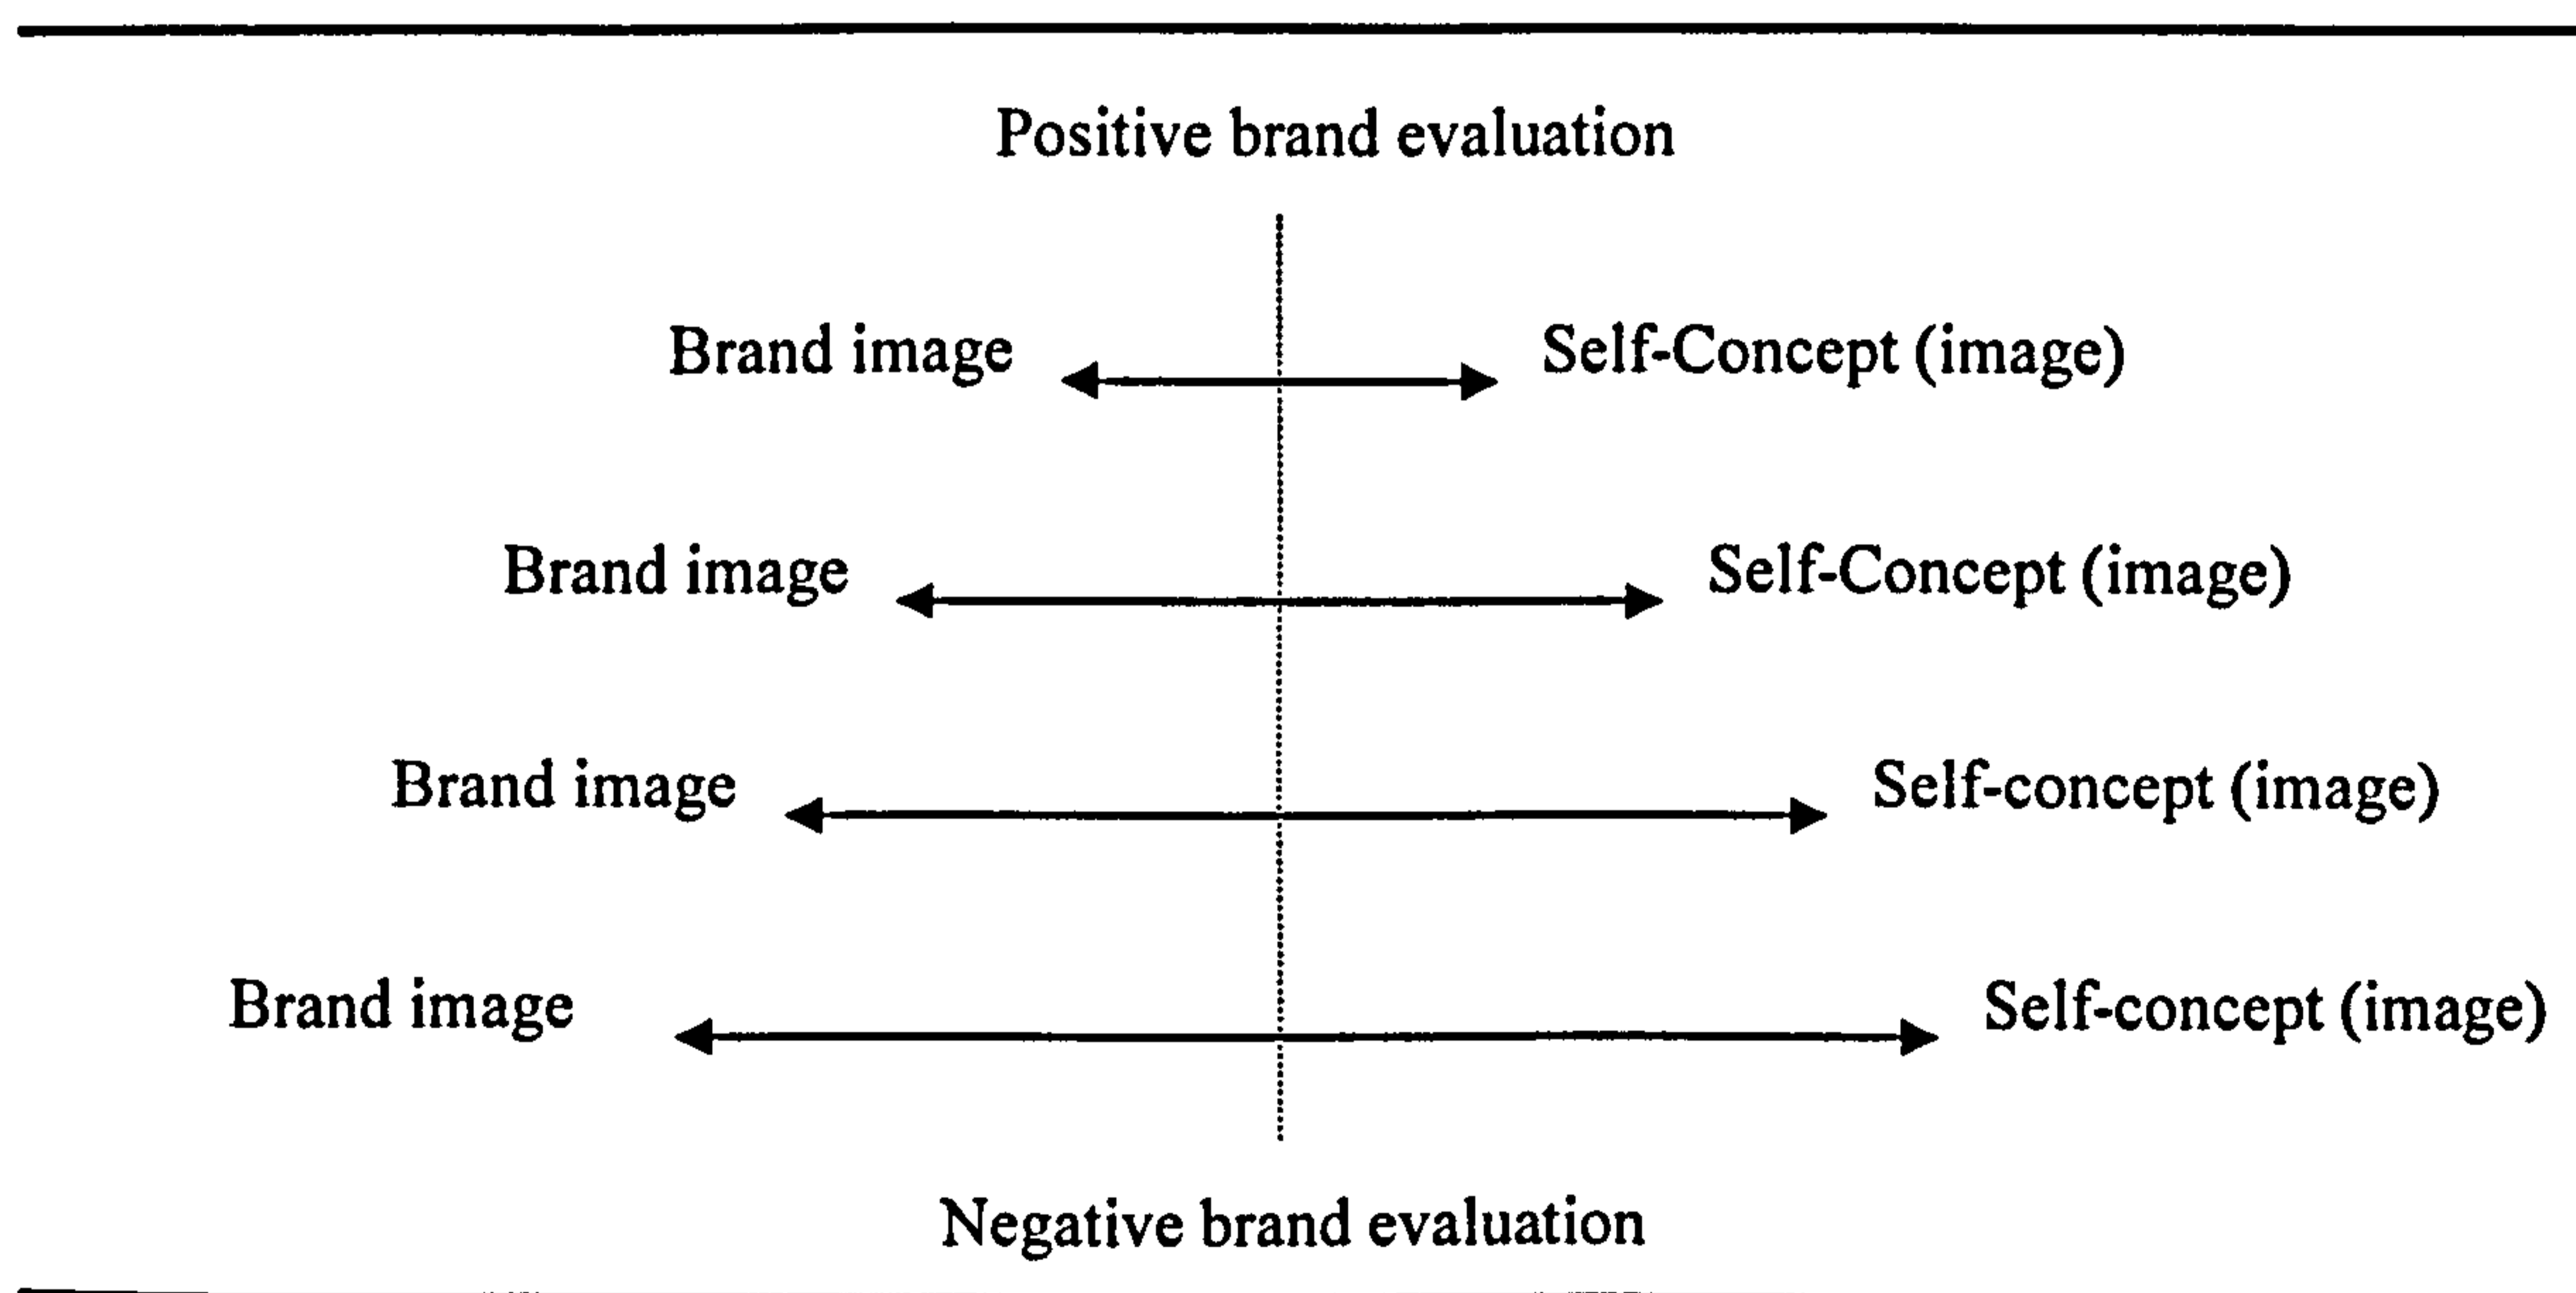 Positive brand evaluation
Brand image Self-Concept (image)
Brand image Self-Concept (image)
Brand image Self-concept (image)
Brand image Self-concept (image)
Negative brand evaluation